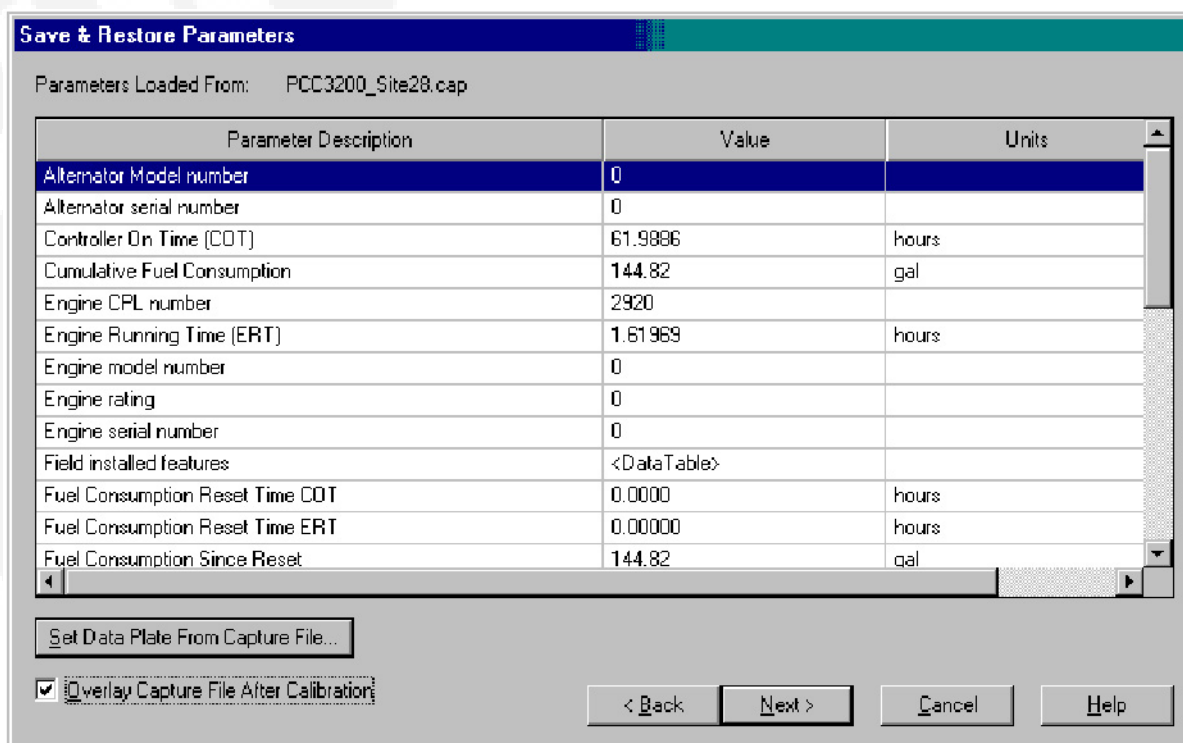 Save & Restore Parameters
Parameters Loaded From: PCC3200_Site28.cap
Parameter Description Value Units
Alternator Model number 0
Alternator serial number 0
Controller On Time (COT) 61.9886 hours
Cumulative Fuel Consumption 144.82 gal
Engine CPL number 2920
Engine Running Time (ERT) 1.61969 hours
Engine model number 0
Engine rating 0
Engine serial number 0
Field installed features <DataTable>
Fuel Consumption Reset Time COT 0.0000 hours
Fuel Consumption Reset Time ERT 0.00000 hours
Fuel Consumption Since Reset 144.82 gal
Set Data Plate From Capture File...
Overlay Capture File After Calibration
< Back Next > Cancel Help